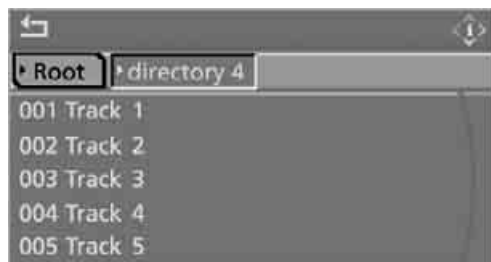 Root directory 4
001 Track 1
002 Track 2
003 Track 3
004 Track 4
005 Track 5